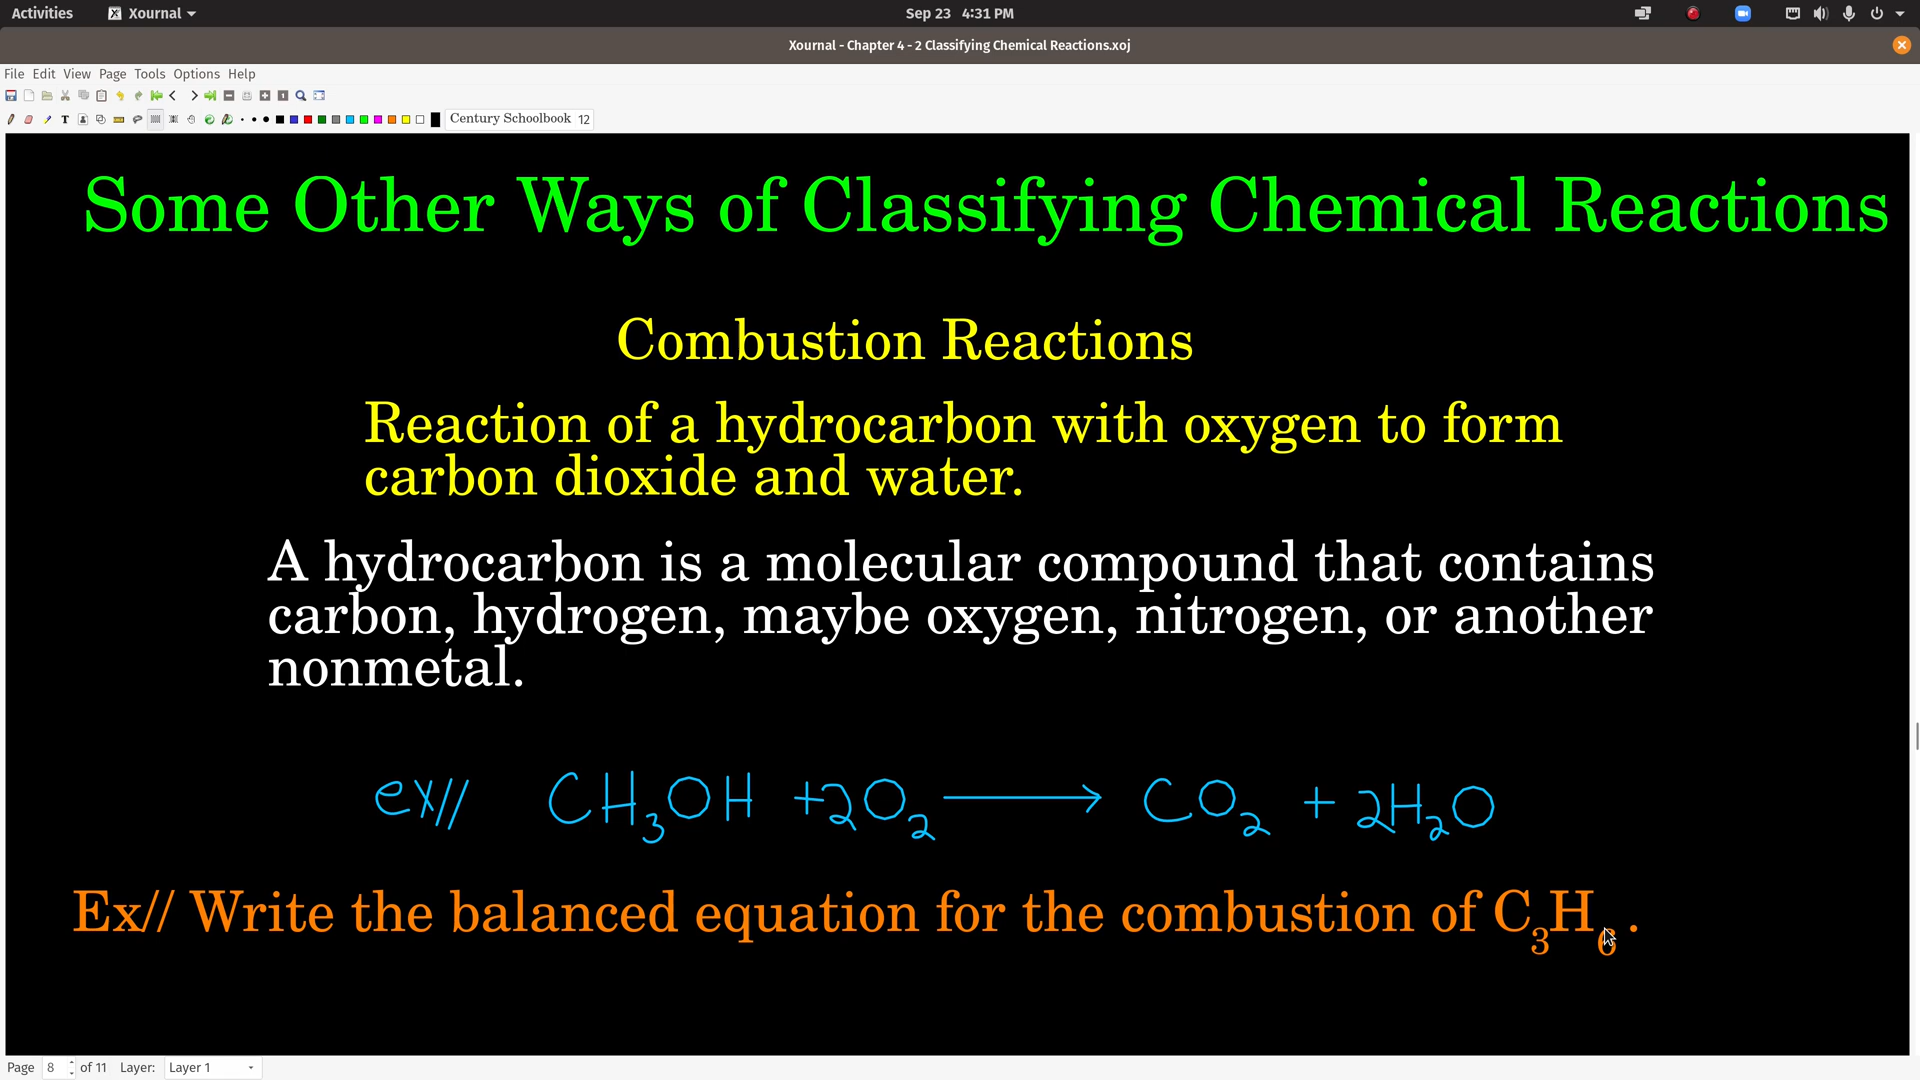 Activities Xournal Sep 23 4:31 PM
Xournal - Chapter 4 - 2 Classifying Chemical Reactions.xoj
File Edit View Page Tools Options Help
Century Schoolbook 12
Some Other Ways of Classifying Chemical Reactions
Combustion Reactions
Reaction of a hydrocarbon with oxygen to form
carbon dioxide and water.
A hydrocarbon is a molecular compound that contains
carbon, hydrogen, maybe oxygen, nitrogen, or another
nonmetal.
ex// CH₃OH + 2O₂ ⟶ CO₂ + 2H₂O
Ex// Write the balanced equation for the combustion of C₃H₆ .
Page 8 of 11 Layer: Layer 1